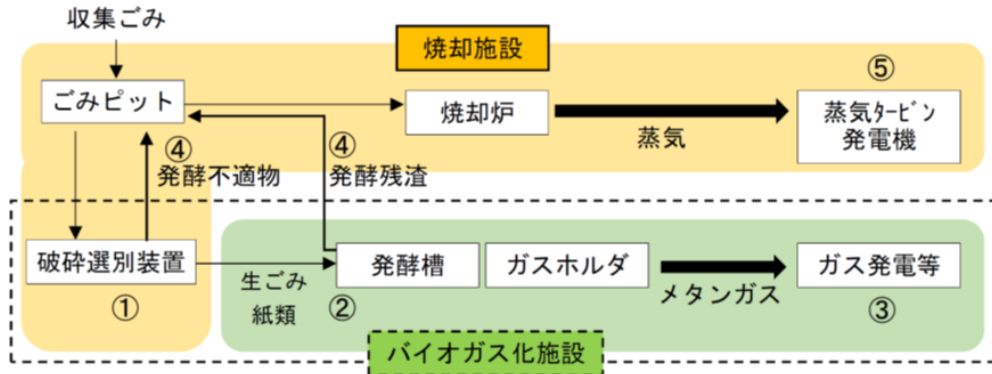 収集ごみ
焼却施設
⑤
ごみピット
焼却炉
蒸気ﾀｰﾋﾞﾝ
発電機
蒸気
④
発酵不適物
④
発酵残渣
破砕選別装置
①
生ごみ
紙類
発酵槽
②
ガスホルダ
メタンガス
ガス発電等
③
バイオガス化施設